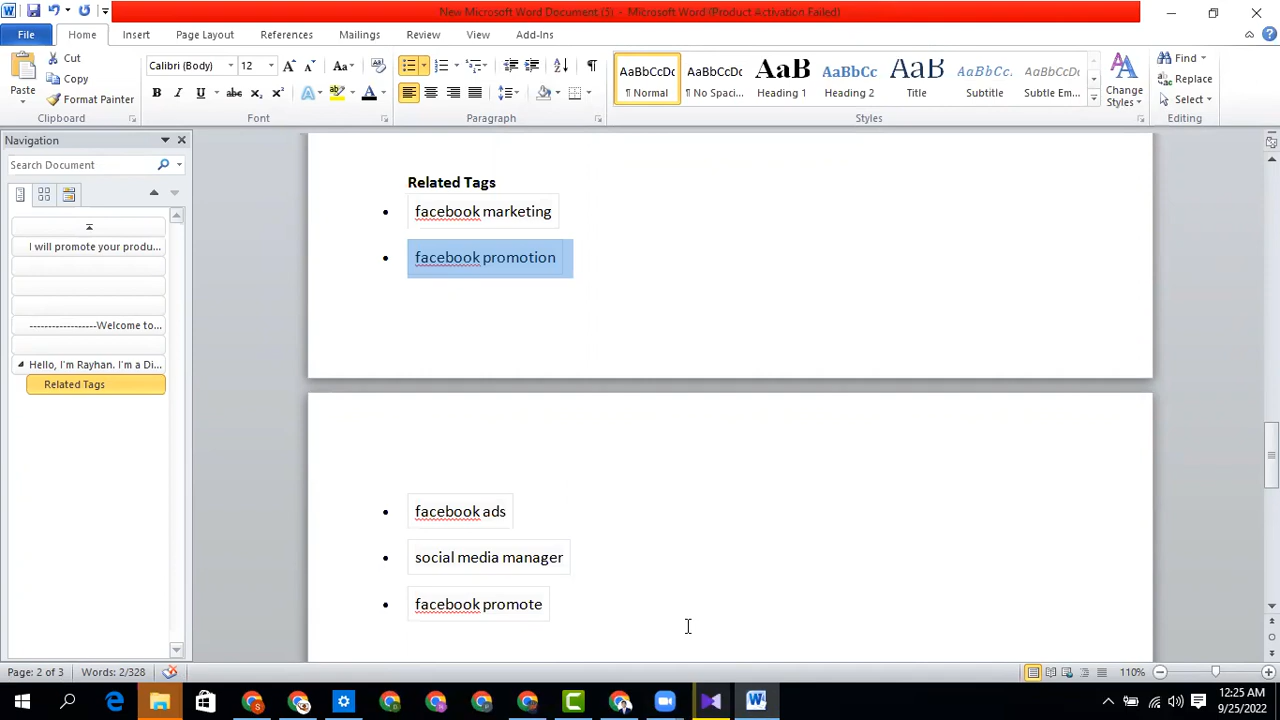 New Microsoft Word Document (5) - Microsoft Word (Product Activation Failed)
File Home Insert Page Layout References Mailings Review View Add-Ins
Cut
Copy
Format Painter
Paste
Clipboard
Calibri (Body) 12
Font
Paragraph
AaBbCcDc AaBbCcDc AaB AaBbCc AaB AaBbCc. AaBbCcDc
¶ Normal ¶ No Spaci... Heading 1 Heading 2 Title Subtitle Subtle Em...
Change
Styles
Styles
Find
Replace
Select
Editing
Navigation
Search Document
I will promote your produ...
-----------------Welcome to...
Hello, I'm Rayhan. I'm a Di...
Related Tags
Related Tags
• facebook marketing
• facebook promotion
• facebook ads
• social media manager
• facebook promote
Page: 2 of 3 Words: 2/328 110%
12:25 AM
9/25/2022